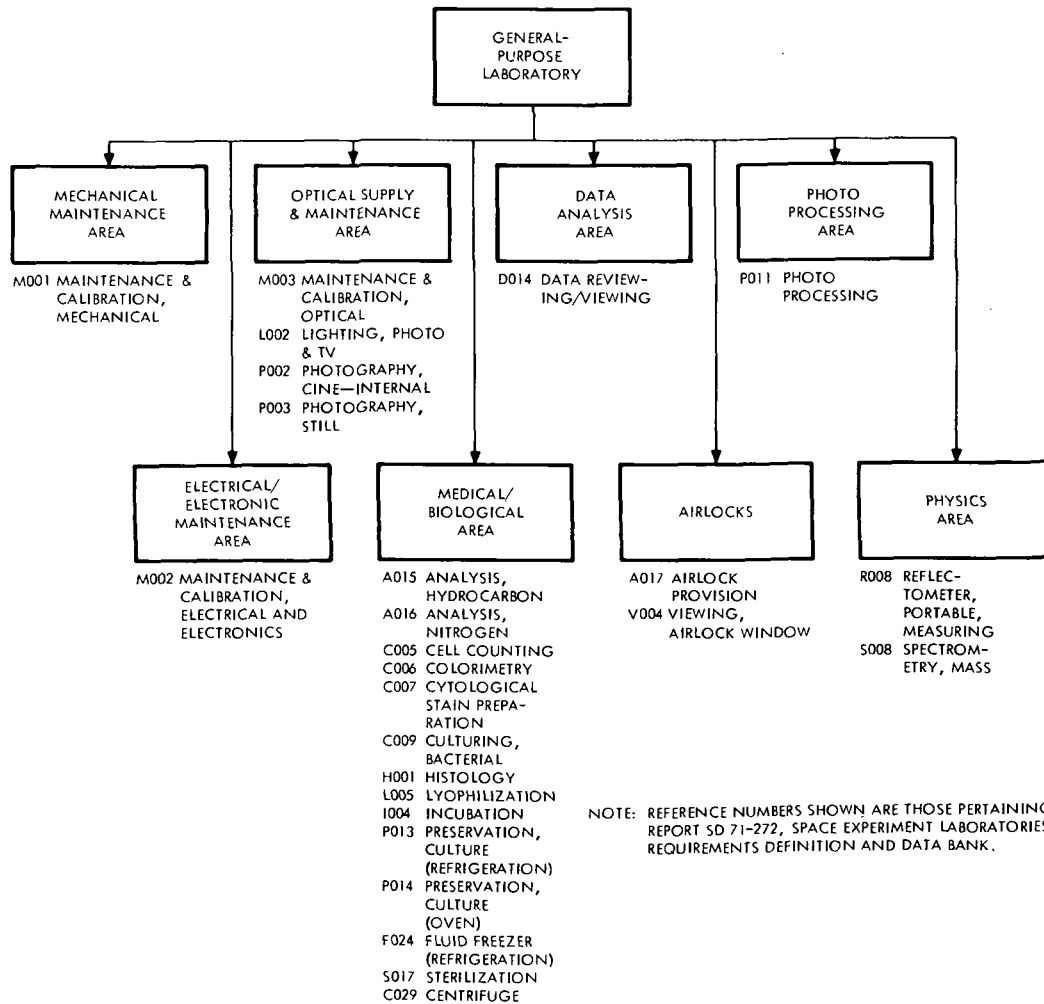 GENERAL-
PURPOSE
LABORATORY
MECHANICAL
MAINTENANCE
AREA
M001 MAINTENANCE &
CALIBRATION,
MECHANICAL
OPTICAL SUPPLY
& MAINTENANCE
AREA
M003 MAINTENANCE &
CALIBRATION,
OPTICAL
L002 LIGHTING, PHOTO
& TV
P002 PHOTOGRAPHY,
CINE—INTERNAL
P003 PHOTOGRAPHY,
STILL
DATA
ANALYSIS
AREA
D014 DATA REVIEW-
ING/VIEWING
PHOTO
PROCESSING
AREA
P011 PHOTO
PROCESSING
ELECTRICAL/
ELECTRONIC
MAINTENANCE
AREA
M002 MAINTENANCE &
CALIBRATION,
ELECTRICAL AND
ELECTRONICS
MEDICAL/
BIOLOGICAL
AREA
A015 ANALYSIS,
HYDROCARBON
A016 ANALYSIS,
NITROGEN
C005 CELL COUNTING
C006 COLORIMETRY
C007 CYTOLOGICAL
STAIN PREPA-
RATION
C009 CULTURING,
BACTERIAL
H001 HISTOLOGY
L005 LYOPHILIZATION
I004 INCUBATION
P013 PRESERVATION,
CULTURE
(REFRIGERATION)
P014 PRESERVATION,
CULTURE
(OVEN)
F024 FLUID FREEZER
(REFRIGERATION)
S017 STERILIZATION
C029 CENTRIFUGE
AIRLOCKS
A017 AIRLOCK
PROVISION
V004 VIEWING,
AIRLOCK WINDOW
PHYSICS
AREA
R008 REFLEC-
TOMETER,
PORTABLE,
MEASURING
S008 SPECTROM-
ETRY, MASS
NOTE: REFERENCE NUMBERS SHOWN ARE THOSE PERTAINING
REPORT SD 71-272, SPACE EXPERIMENT LABORATORIES
REQUIREMENTS DEFINITION AND DATA BANK.